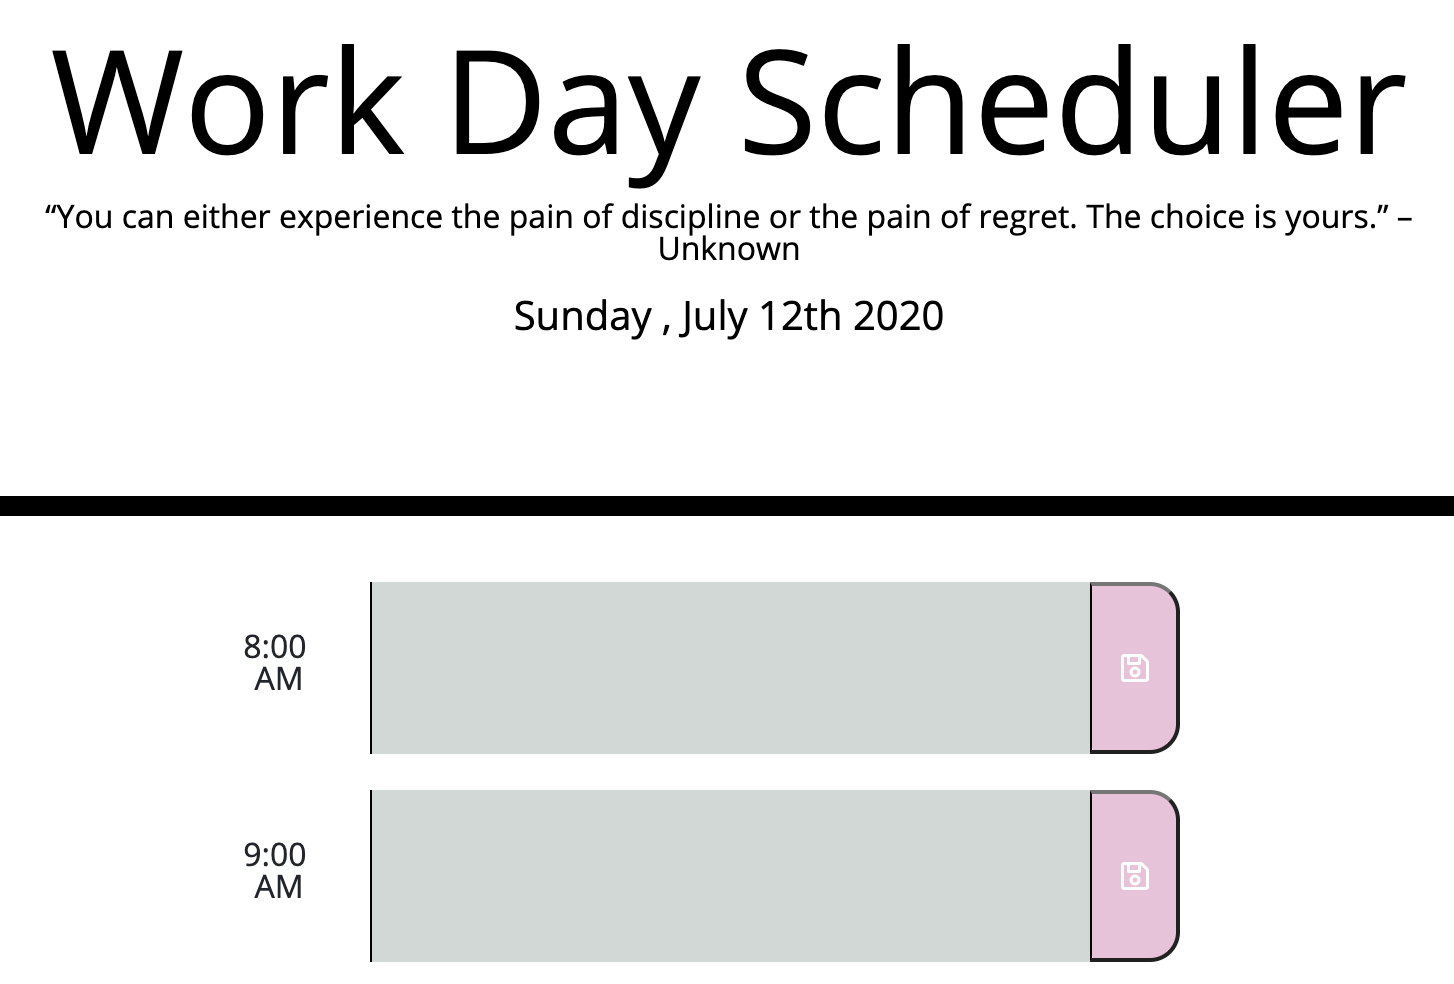 Work Day Scheduler
“You can either experience the pain of discipline or the pain of regret. The choice is yours.” –
Unknown
Sunday , July 12th 2020
8:00
AM
9:00
AM